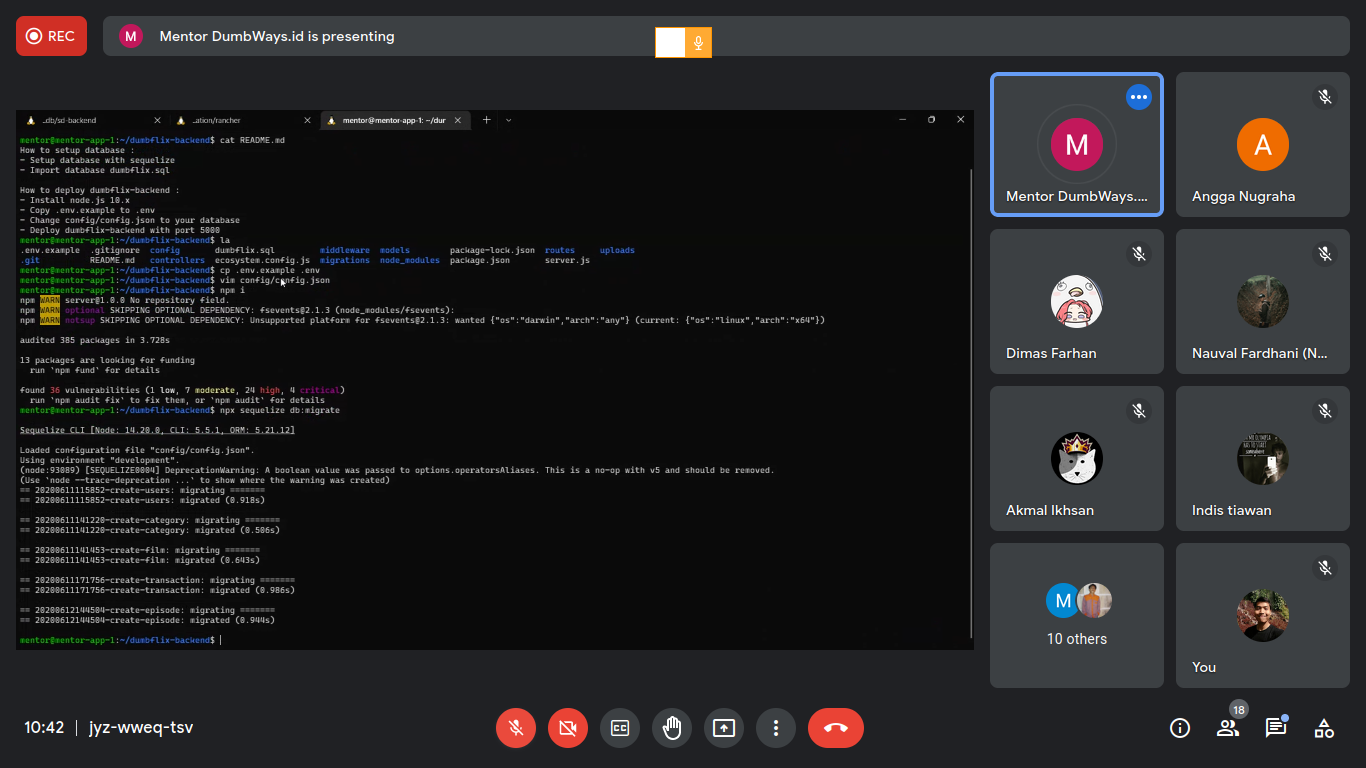 REC
M
Mentor DumbWays.id is presenting
..db/sd-backend
..ation/rancher
mentor@mentor-app-1: ~/dur
mentor@mentor-app-1:~/dumbflix-backend$ cat README.md
How to setup database :
- Setup database with sequelize
- Import database dumbflix.sql
How to deploy dumbflix-backend :
- Install node.js 10.x
- Copy .env.example to .env
- Change config/config.json to your database
- Deploy dumbflix-backend with port 5000
mentor@mentor-app-1:~/dumbflix-backend$ la
.env.example .gitignore config dumbflix.sql middleware models package-lock.json routes uploads
.git README.md controllers ecosystem.config.js migrations node_modules package.json server.js
mentor@mentor-app-1:~/dumbflix-backend$ cp .env.example .env
mentor@mentor-app-1:~/dumbflix-backend$ vim config/config.json
mentor@mentor-app-1:~/dumbflix-backend$ npm i
npm WARN server@1.0.0 No repository field.
npm WARN optional SKIPPING OPTIONAL DEPENDENCY: fsevents@2.1.3 (node_modules/fsevents):
npm WARN notsup SKIPPING OPTIONAL DEPENDENCY: Unsupported platform for fsevents@2.1.3: wanted {"os":"darwin","arch":"any"} (current: {"os":"linux","arch":"x64"})
audited 385 packages in 3.728s
13 packages are looking for funding
run `npm fund` for details
found 36 vulnerabilities (1 low, 7 moderate, 24 high, 4 critical)
run `npm audit fix` to fix them, or `npm audit` for details
mentor@mentor-app-1:~/dumbflix-backend$ npx sequelize db:migrate
Sequelize CLI [Node: 14.20.0, CLI: 5.5.1, ORM: 5.21.12]
Loaded configuration file "config/config.json".
Using environment "development".
(node:93089) [SEQUELIZE0004] DeprecationWarning: A boolean value was passed to options.operatorsAliases. This is a no-op with v5 and should be removed.
(Use `node --trace-deprecation ...` to show where the warning was created)
== 20200611115852-create-users: migrating =======
== 20200611115852-create-users: migrated (0.918s)
== 20200611141220-create-category: migrating =======
== 20200611141220-create-category: migrated (0.506s)
== 20200611141453-create-film: migrating =======
== 20200611141453-create-film: migrated (0.643s)
== 20200611171756-create-transaction: migrating =======
== 20200611171756-create-transaction: migrated (0.986s)
== 20200612144504-create-episode: migrating =======
== 20200612144504-create-episode: migrated (0.944s)
mentor@mentor-app-1:~/dumbflix-backend$
M
Mentor DumbWays....
A
Angga Nugraha
Dimas Farhan
Nauval Fardhani (N...
Akmal Ikhsan
Indis tiawan
M
10 others
You
10:42
jyz-wweq-tsv
CC
18